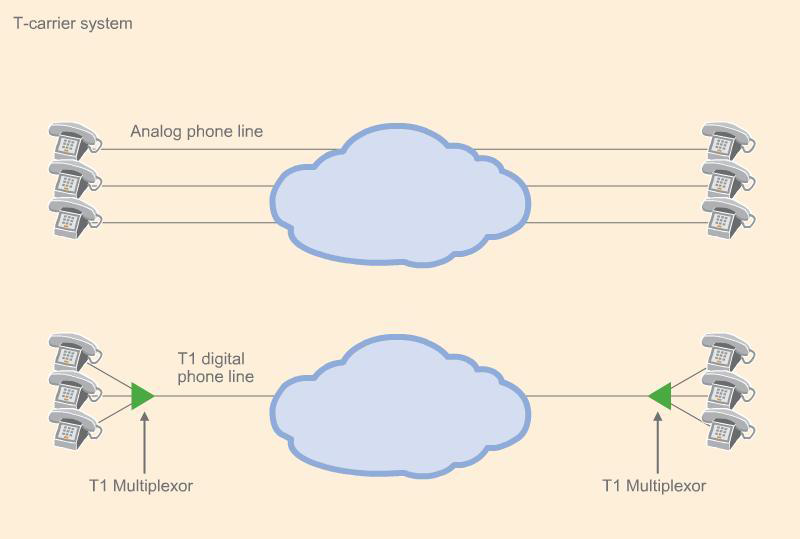 T-carrier system
Analog phone line
T1 digital
phone line
T1 Multiplexor
T1 Multiplexor